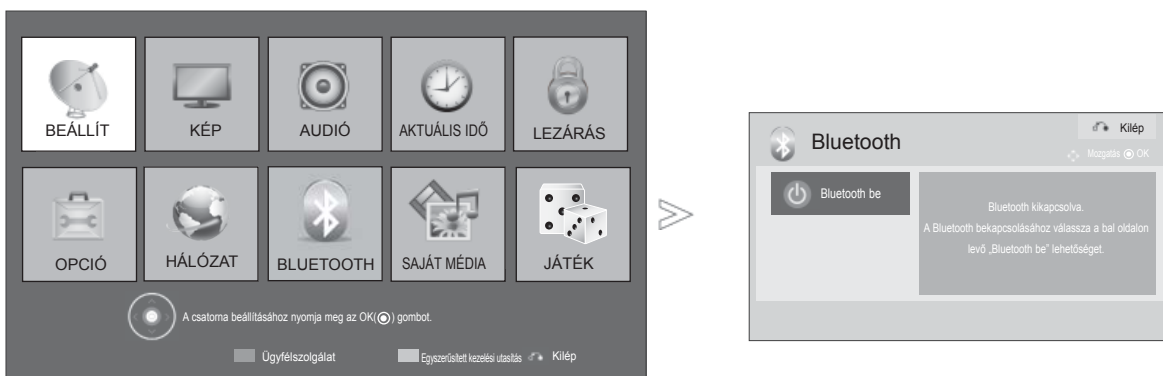 BEÁLLÍT
KÉP
AUDIÓ
AKTUÁLIS IDŐ
LEZÁRÁS
OPCIÓ
HÁLÓZAT
BLUETOOTH
SAJÁT MÉDIA
JÁTÉK
A csatorna beállításához nyomja meg az OK(◉) gombot.
Ügyfélszolgálat
Egyszerűsített kezelési utasítás
Kilép
Bluetooth
Kilép
Mozgatás ◉ OK
Bluetooth be
Bluetooth kikapcsolva.
A Bluetooth bekapcsolásához válassza a bal oldalon
levő „Bluetooth be” lehetőséget.